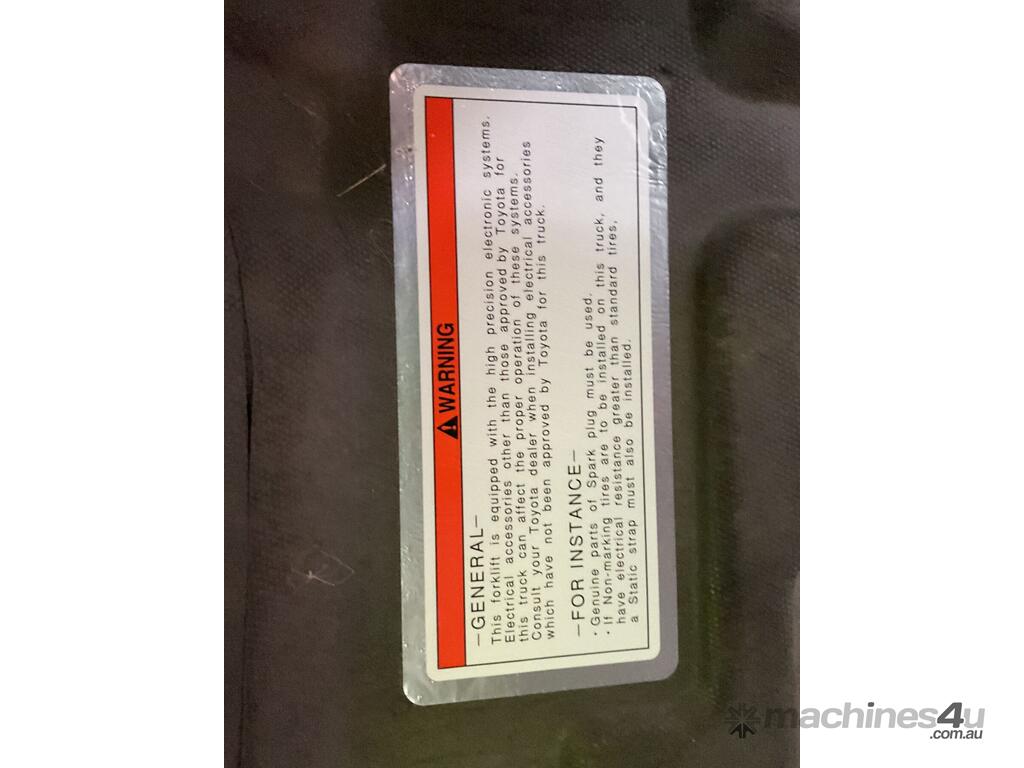 WARNING
—GENERAL—
This forklift is equipped with the high precision electronic systems.
Electrical accessories other than those approved by Toyota for
this truck can affect the proper operation of these systems.
Consult your Toyota dealer when installing electrical accessories
which have not been approved by Toyota for this truck.
—FOR INSTANCE—
・Genuine parts of Spark plug must be used.
・If Non-marking tires are to be installed on this truck, and they
have electrical resistance greater than standard tires,
a Static strap must also be installed.
machines4u
.com.au